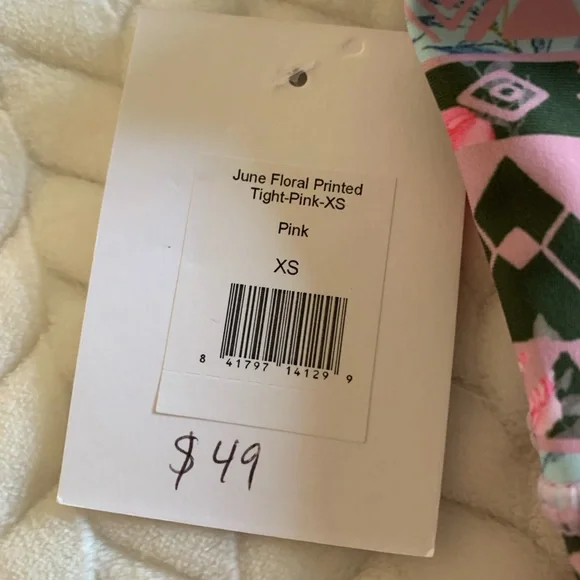 June Floral Printed
Tight-Pink-XS
Pink
XS
8 41797 14129 9
$49